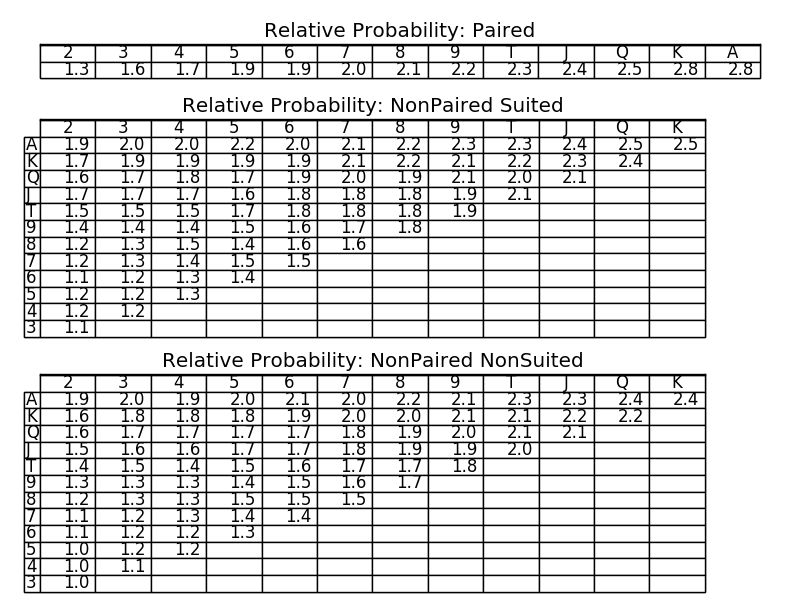 Relative Probability: Paired
2 3 4 5 6 7 8 9 T J Q K A
1.3 1.6 1.7 1.9 1.9 2.0 2.1 2.2 2.3 2.4 2.5 2.8 2.8
Relative Probability: NonPaired Suited
2 3 4 5 6 7 8 9 T J Q K
A 1.9 2.0 2.0 2.2 2.0 2.1 2.2 2.3 2.3 2.4 2.5 2.5
K 1.7 1.9 1.9 1.9 1.9 2.1 2.2 2.1 2.2 2.3 2.4
Q 1.6 1.7 1.8 1.7 1.9 2.0 1.9 2.1 2.0 2.1
J 1.7 1.7 1.7 1.6 1.8 1.8 1.8 1.9 2.1
T 1.5 1.5 1.5 1.7 1.8 1.8 1.8 1.9
9 1.4 1.4 1.4 1.5 1.6 1.7 1.8
8 1.2 1.3 1.5 1.4 1.6 1.6
7 1.2 1.3 1.4 1.5 1.5
6 1.1 1.2 1.3 1.4
5 1.2 1.2 1.3
4 1.2 1.2
3 1.1
Relative Probability: NonPaired NonSuited
2 3 4 5 6 7 8 9 T J Q K
A 1.9 2.0 1.9 2.0 2.1 2.0 2.2 2.1 2.3 2.3 2.4 2.4
K 1.6 1.8 1.8 1.8 1.9 2.0 2.0 2.1 2.1 2.2 2.2
Q 1.6 1.7 1.7 1.7 1.7 1.8 1.9 2.0 2.1 2.1
J 1.5 1.6 1.6 1.7 1.7 1.8 1.9 1.9 2.0
T 1.4 1.5 1.4 1.5 1.6 1.7 1.7 1.8
9 1.3 1.3 1.3 1.4 1.5 1.6 1.7
8 1.2 1.3 1.3 1.5 1.5 1.5
7 1.1 1.2 1.3 1.4 1.4
6 1.1 1.2 1.2 1.3
5 1.0 1.2 1.2
4 1.0 1.1
3 1.0